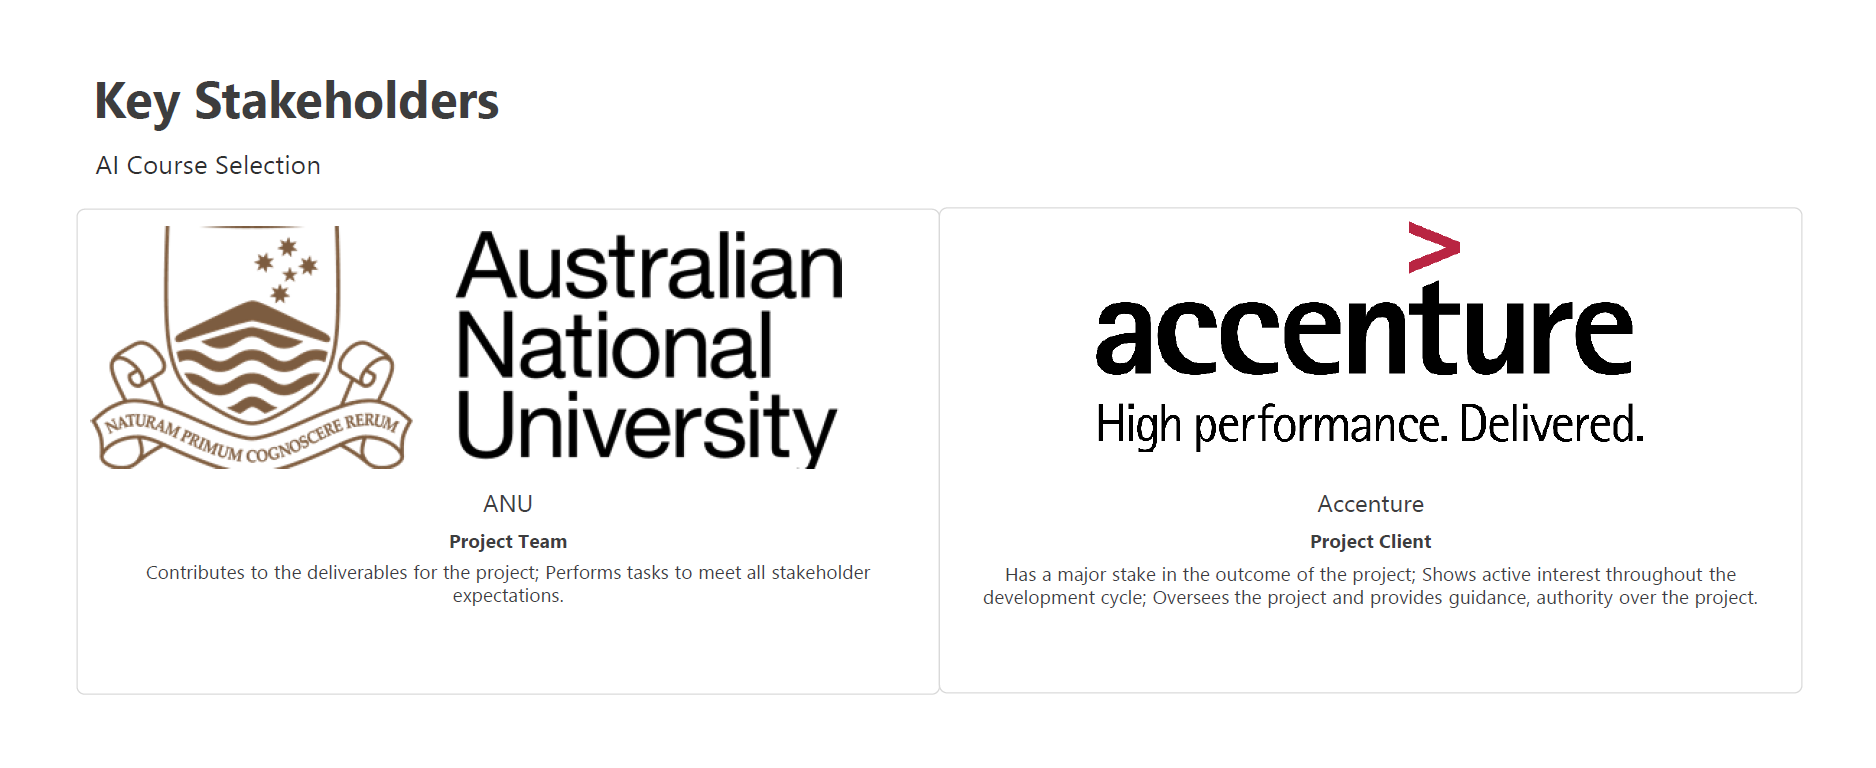 Key Stakeholders
AI Course Selection
Australian
National
University
NATURAM PRIMUM COGNOSCERE RERUM
ANU
Project Team
Contributes to the deliverables for the project; Performs tasks to meet all stakeholder
expectations.
>
accenture
High performance. Delivered.
Accenture
Project Client
Has a major stake in the outcome of the project; Shows active interest throughout the
development cycle; Oversees the project and provides guidance, authority over the project.